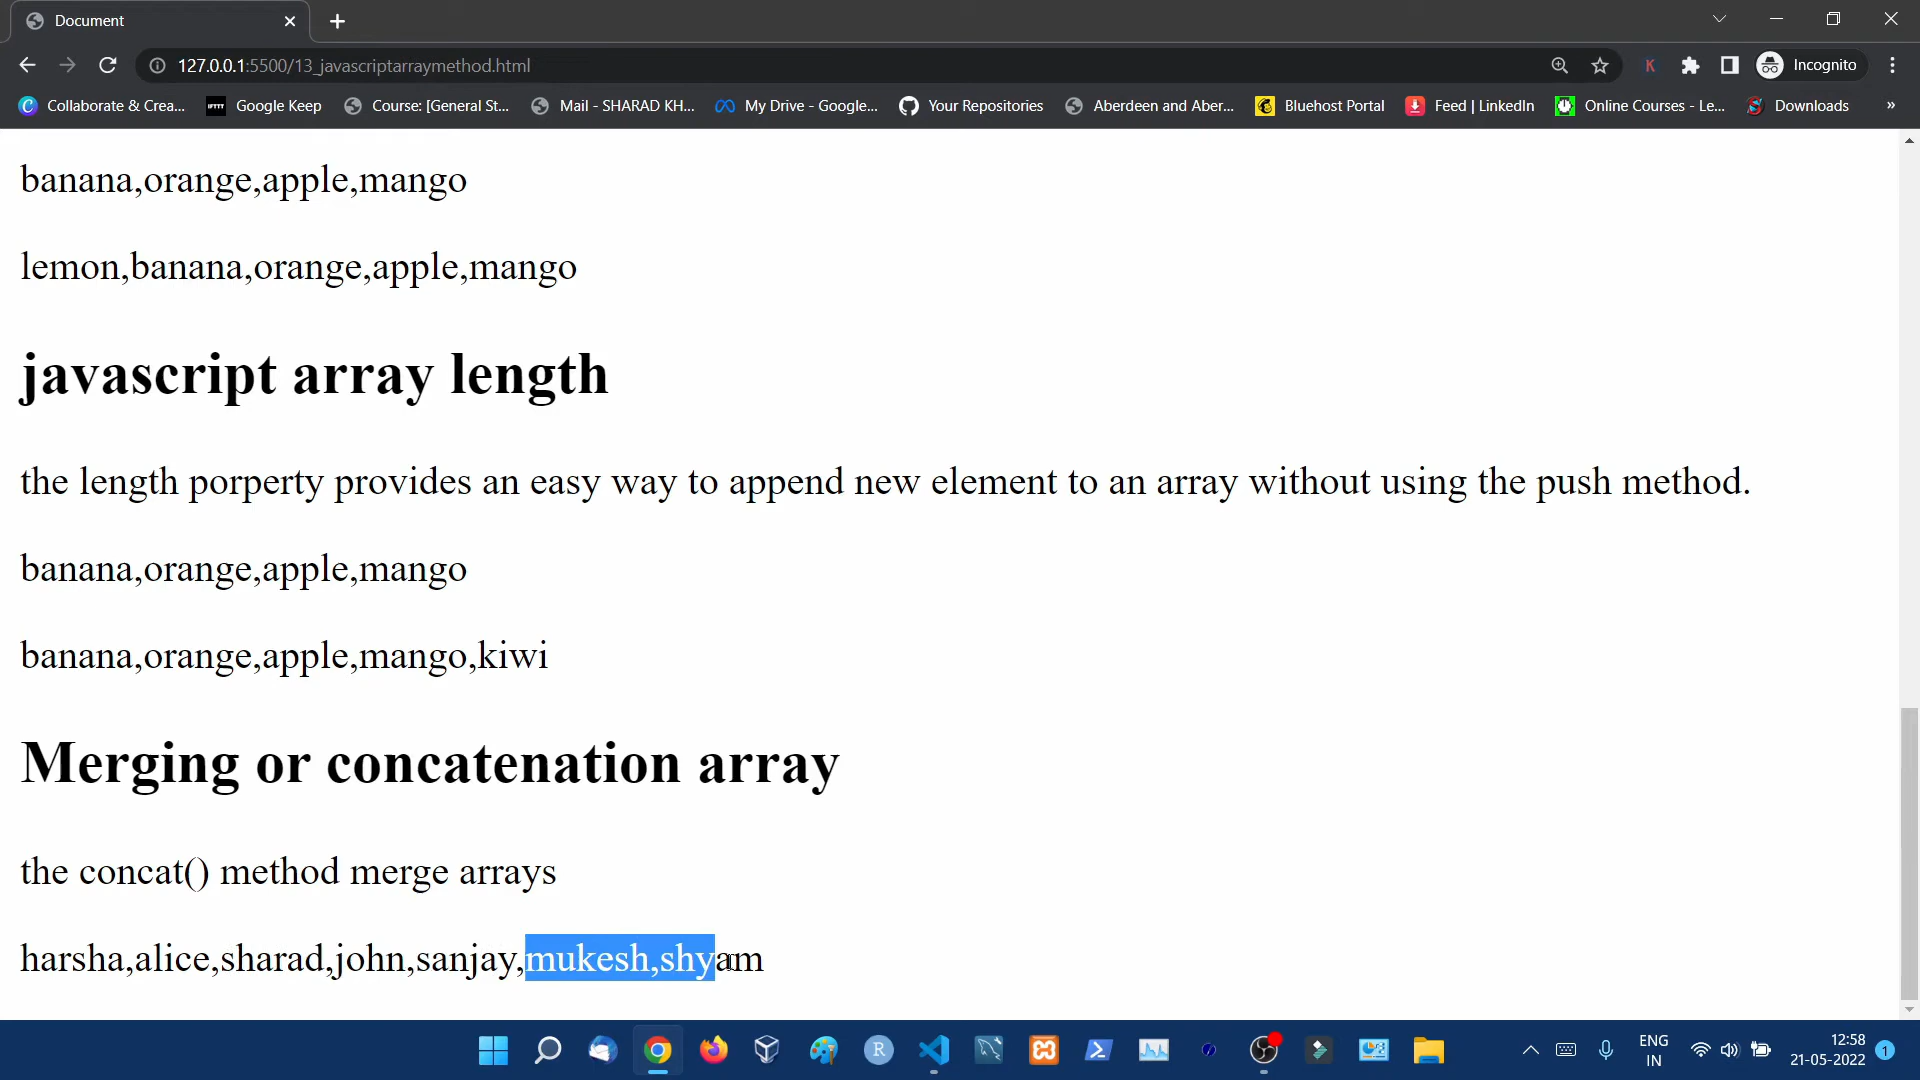 Document
127.0.0.1:5500/13_javascriptarraymethod.html
Incognito
Collaborate & Crea...
IFTTT
Google Keep
Course: [General St...
Mail - SHARAD KH...
My Drive - Google...
Your Repositories
Aberdeen and Aber...
Bluehost Portal
Feed | LinkedIn
Online Courses - Le...
Downloads
»
banana,orange,apple,mango
lemon,banana,orange,apple,mango
javascript array length
the length porperty provides an easy way to append new element to an array without using the push method.
banana,orange,apple,mango
banana,orange,apple,mango,kiwi
Merging or concatenation array
the concat() method merge arrays
harsha,alice,sharad,john,sanjay,mukesh,shyam
ENG
IN
12:58
21-05-2022
1